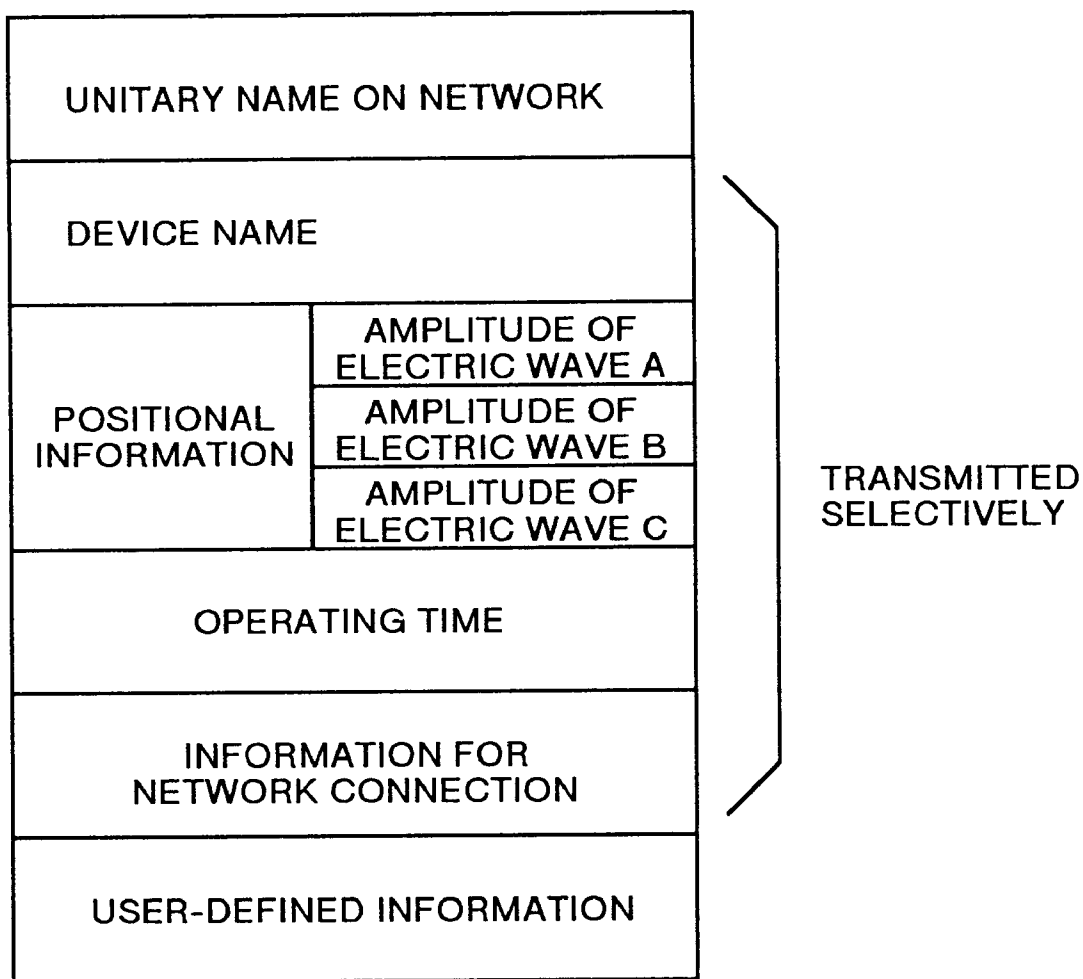 UNITARY NAME ON NETWORK
DEVICE NAME
POSITIONAL
INFORMATION
AMPLITUDE OF
ELECTRIC WAVE A
AMPLITUDE OF
ELECTRIC WAVE B
AMPLITUDE OF
ELECTRIC WAVE C
OPERATING TIME
INFORMATION FOR
NETWORK CONNECTION
USER-DEFINED INFORMATION
TRANSMITTED
SELECTIVELY